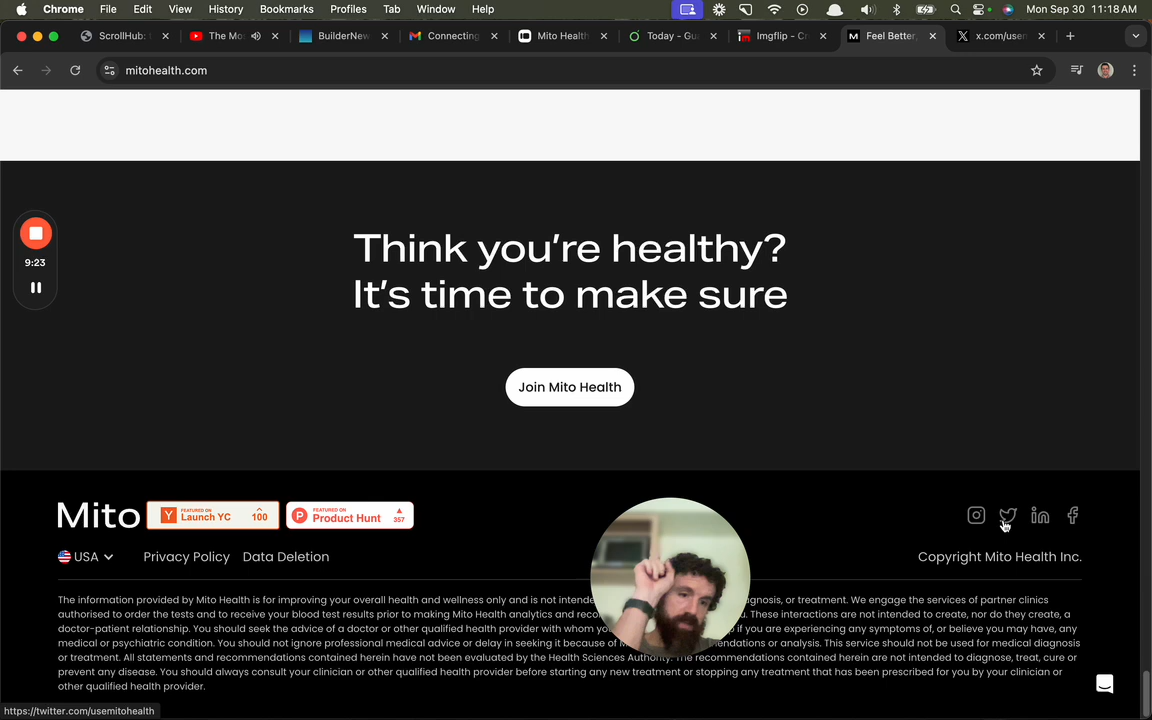 Chrome File Edit View History Bookmarks Profiles Tab Window Help Mon Sep 30 11:18 AM
ScrollHub: The Mo BuilderNew Connecting Mito Health Today - Gu Imgflip - C Feel Better, x.com/usem
mitohealth.com
9:23
Think you're healthy?
It's time to make sure
Join Mito Health
Mito FEATURED ON Launch YC 100 FEATURED ON Product Hunt 357
USA Privacy Policy Data Deletion Copyright Mito Health Inc.
The information provided by Mito Health is for improving your overall health and wellness only and is not intende agnosis, or treatment. We engage the services of partner clinics
authorised to order the tests and to receive your blood test results prior to making Mito Health analytics and reco u. These interactions are not intended to create, nor do they create, a
doctor-patient relationship. You should seek the advice of a doctor or other qualified health provider with whom yo p if you are experiencing any symptoms of, or believe you may have, any
medical or psychiatric condition. You should not ignore professional medical advice or delay in seeking it because of M endations or analysis. This service should not be used for medical diagnosis
or treatment. All statements and recommendations contained herein have not been evaluated by the Health Sciences Authority. The recommendations contained herein are not intended to diagnose, treat, cure or
prevent any disease. You should always consult your clinician or other qualified health provider before starting any new treatment or stopping any treatment that has been prescribed for you by your clinician or
other qualified health provider.
https://twitter.com/usemitohealth